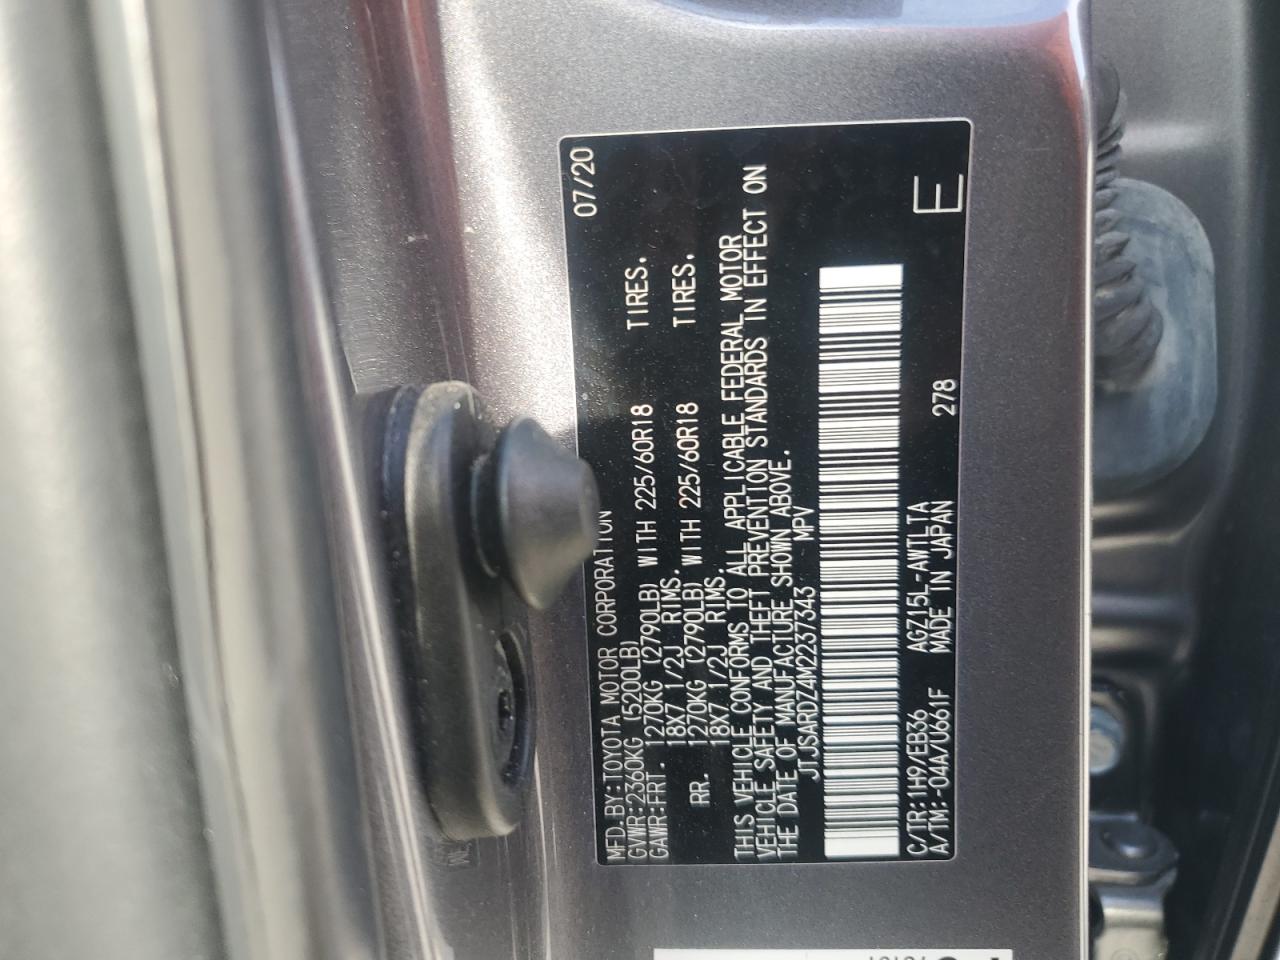 MFD.BY:TOYOTA MOTOR CORPORATION 07/20
GVWR:2360KG (5200LB)
GAWR:FRT. 1270KG (2790LB) WITH 225/60R18 TIRES.
18X7 1/2J RIMS.
RR. 1270KG (2790LB) WITH 225/60R18 TIRES.
18X7 1/2J RIMS.
THIS VEHICLE CONFORMS TO ALL APPLICABLE FEDERAL MOTOR
VEHICLE SAFETY AND THEFT PREVENTION STANDARDS IN EFFECT ON
THE DATE OF MANUFACTURE SHOWN ABOVE.
JTJSARDZ4M2237343 MPV
C/TR:1H9/EB36 AGZ15L-AWTLTA
A/TM:-04A/U661F MADE IN JAPAN 278 E